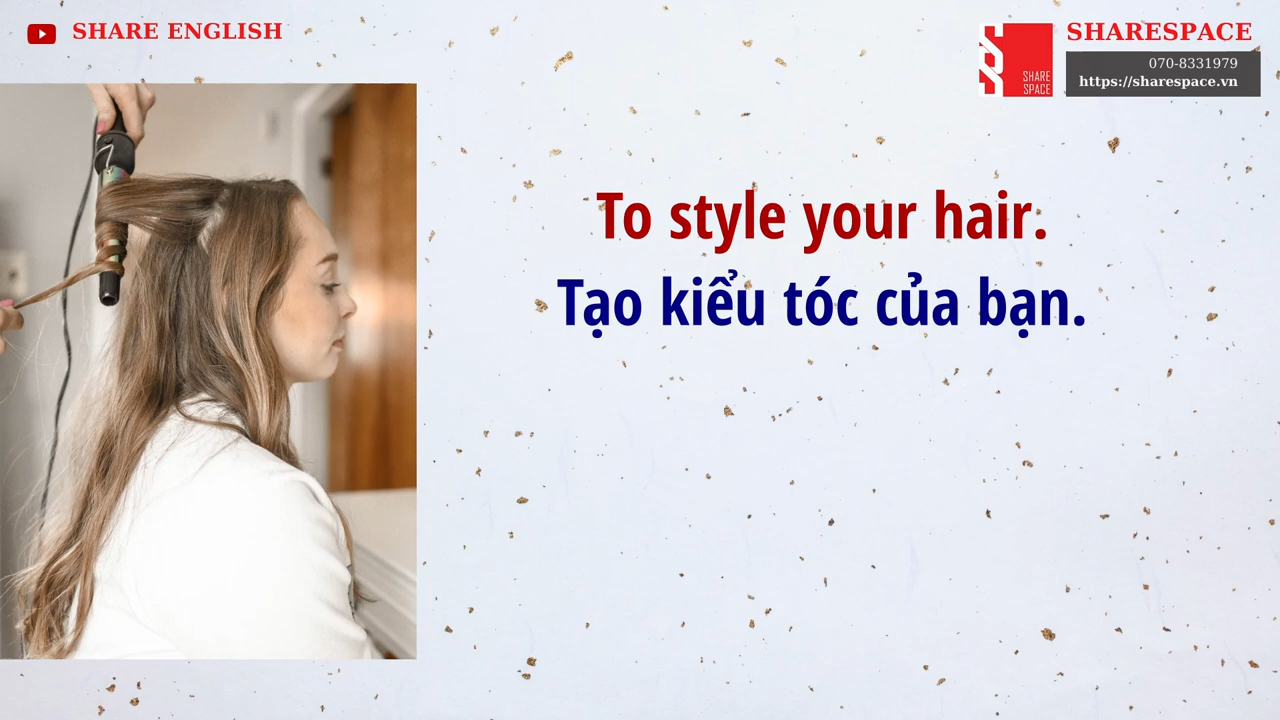 SHARE ENGLISH
SHARESPACE
070-8331979
https://sharespace.vn
SHARE
SPACE
To style your hair.
Tạo kiểu tóc của bạn.